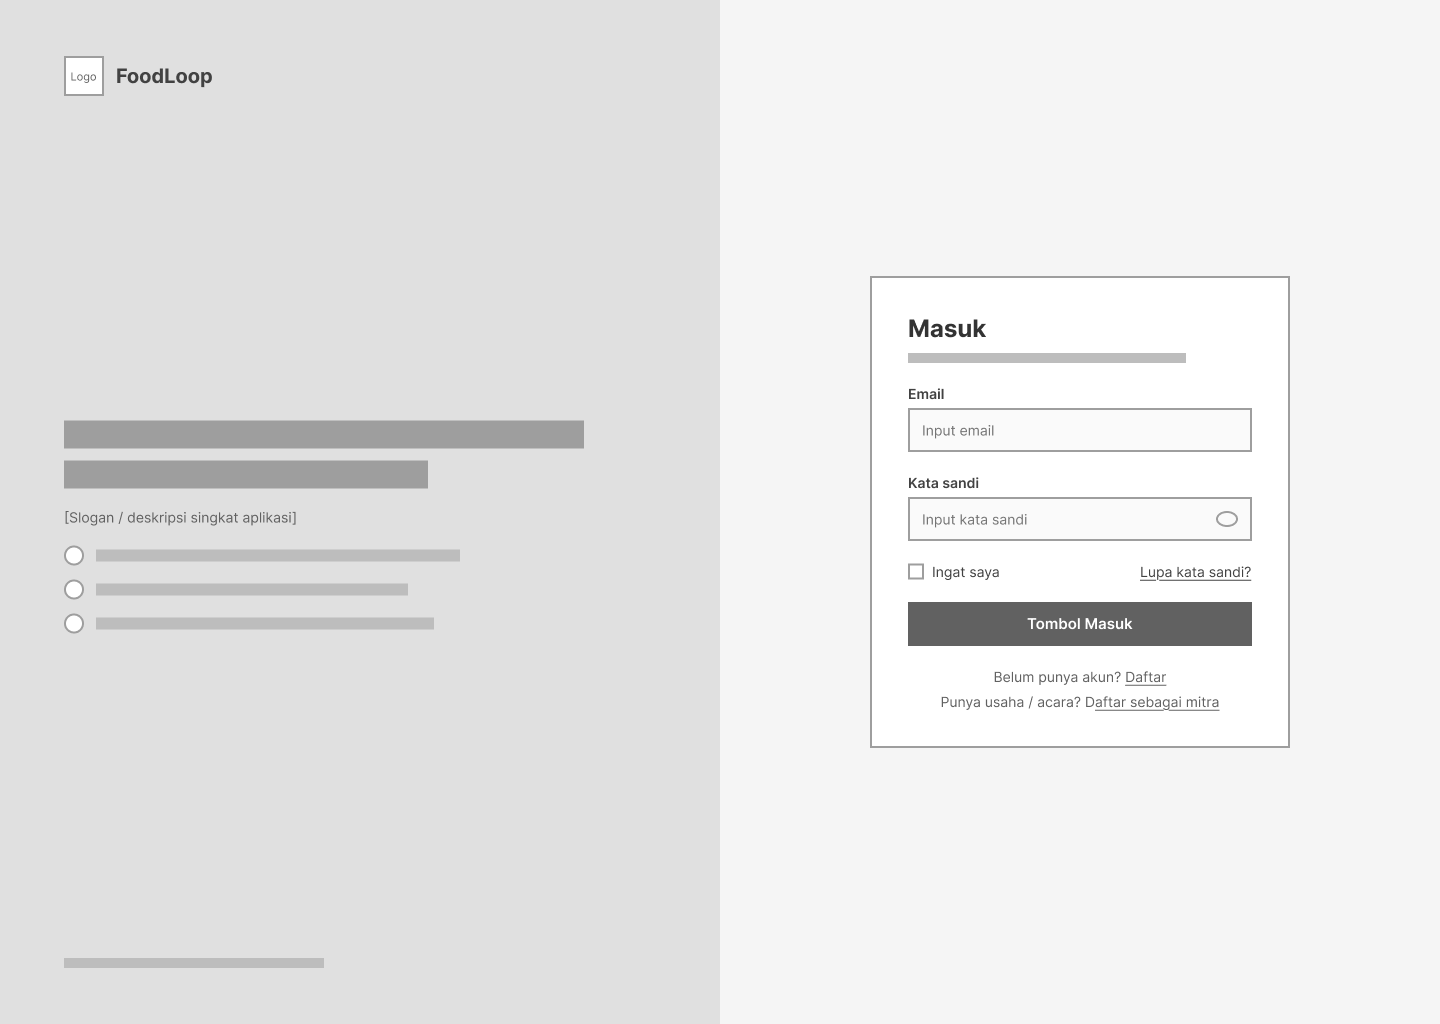 Logo
FoodLoop
[Slogan / deskripsi singkat aplikasi]
Masuk
Email
Input email
Kata sandi
Input kata sandi
Ingat saya
Lupa kata sandi?
Tombol Masuk
Belum punya akun? Daftar
Punya usaha / acara? Daftar sebagai mitra